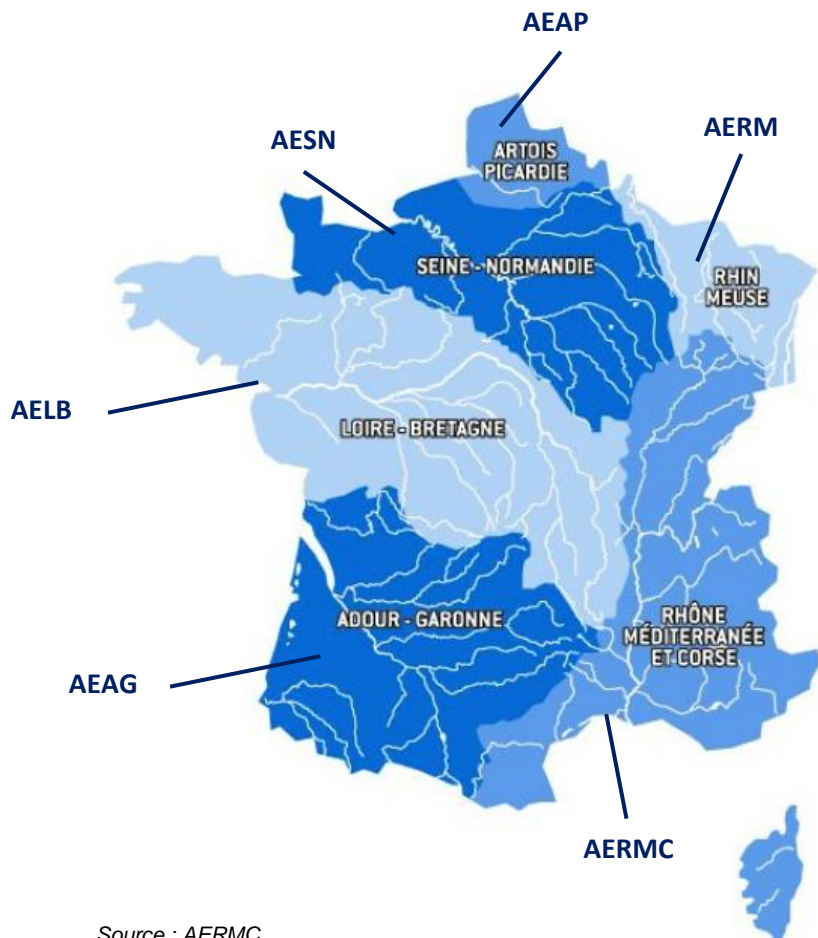 AEAP
AERM
AESN
ARTOIS
PICARDIE
SEINE - NORMANDIE
RHIN
MEUSE
AELB
LOIRE - BRETAGNE
ADOUR - GARONNE
RHÔNE
MÉDITERRANÉE
ET CORSE
AEAG
AERMC
Source : AERMC